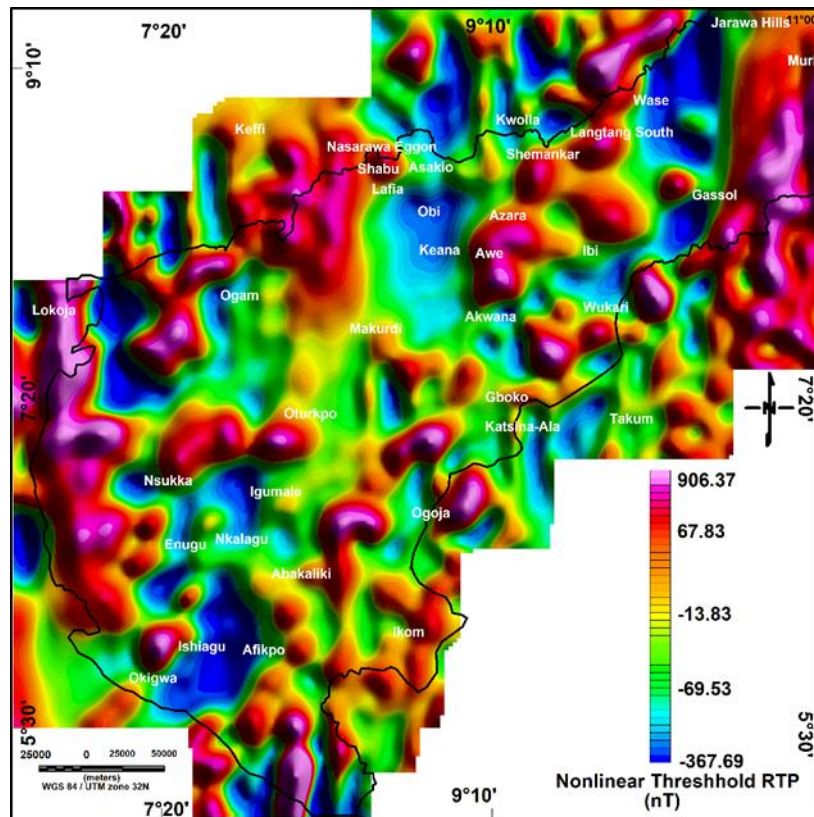 7°20'
9°10'
Jarawa Hills
11°00
9°10'
Muri
Wase
Keffi
Kwolla
Langtang South
Nasarawa Eggon
Shemankar
Shabu
Asakio
Lafia
Gassol
Obi
Azara
Keana
Awe
Ibi
Ogam
Lokoja
Wukari
Akwana
Makurdi
7°20'
7°20'
Gboko
Oturkpo
Katsina-Ala
Takum
N
Nsukka
Igumale
906.37
Ogoja
67.83
Enugu
Nkalagu
Abakaliki
-13.83
Ikom
Ishiagu
Afikpo
-69.53
Okigwa
5°30'
5°30'
-367.69
25000 0 25000 50000
(meters)
WGS 84 / UTM zone 32N
Nonlinear Threshhold RTP
(nT)
7°20'
9°10'